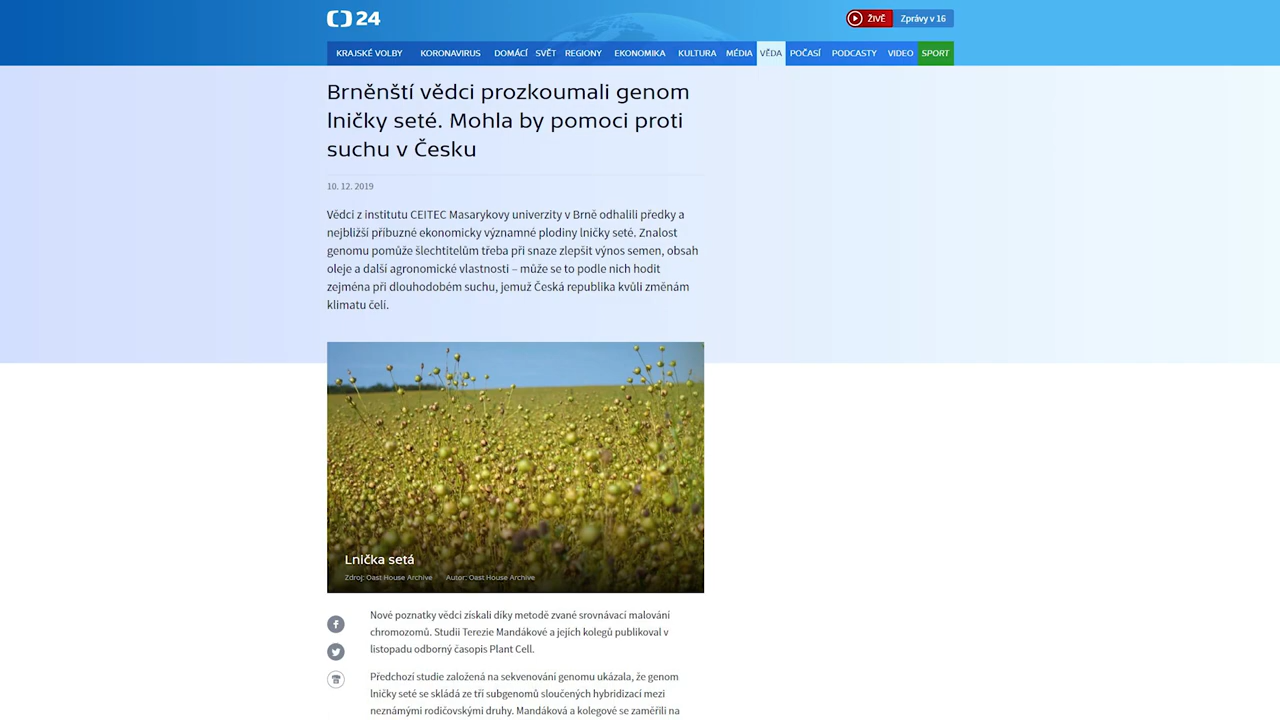 24
ŽIVĚ
Zprávy v 16
KRAJSKÉ VOLBY KORONAVIRUS DOMÁCÍ SVĚT REGIONY EKONOMIKA KULTURA MÉDIA VĚDA POČASÍ PODCASTY VIDEO SPORT
Brněnští vědci prozkoumali genom
lničky seté. Mohla by pomoci proti
suchu v Česku
10. 12. 2019
Vědci z institutu CEITEC Masarykovy univerzity v Brně odhalili předky a
nejbližší příbuzné ekonomicky významné plodiny lničky seté. Znalost
genomu pomůže šlechtitelům třeba při snaze zlepšit výnos semen, obsah
oleje a další agronomické vlastnosti – může se to podle nich hodit
zejména při dlouhodobém suchu, jemuž Česká republika kvůli změnám
klimatu čelí.
Lnička setá
Zdroj: Oast House Archive Autor: Oast House Archive
Nové poznatky vědci získali díky metodě zvané srovnávací malování
chromozomů. Studii Terezie Mandákové a jejích kolegů publikoval v
listopadu odborný časopis Plant Cell.
Předchozí studie založená na sekvenování genomu ukázala, že genom
lničky seté se skládá ze tří subgenomů sloučených hybridizací mezi
neznámými rodičovskými druhy. Mandáková a kolegové se zaměřili na